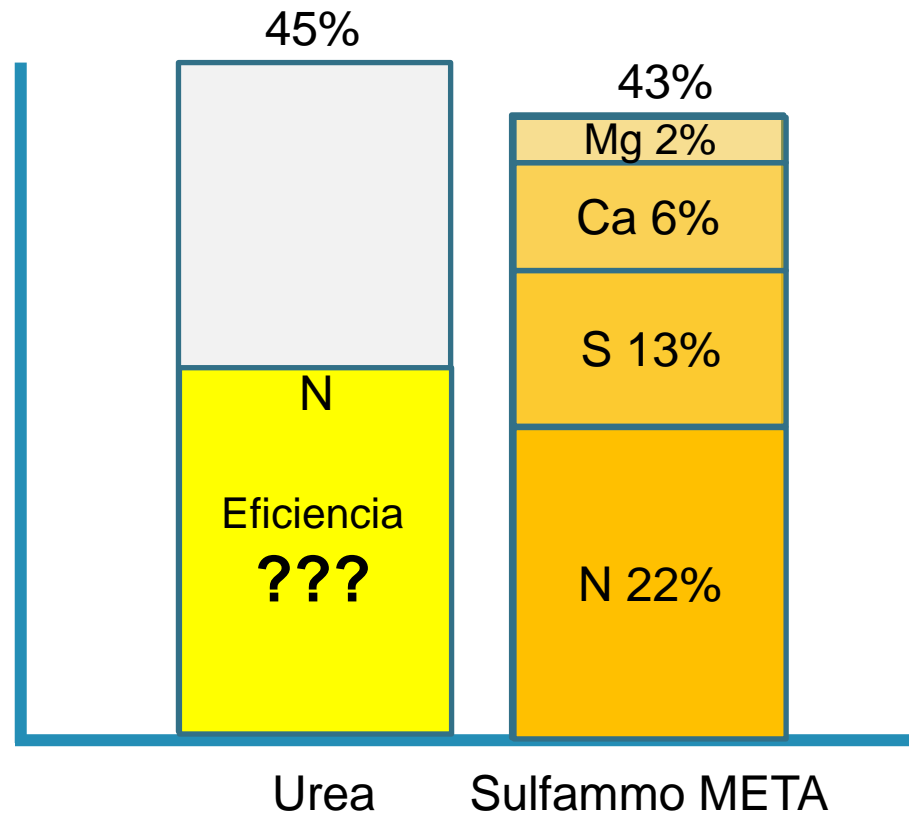 45%
43%
Mg 2%
Ca 6%
S 13%
N 22%
N
Eficiencia
???
Urea
Sulfammo META